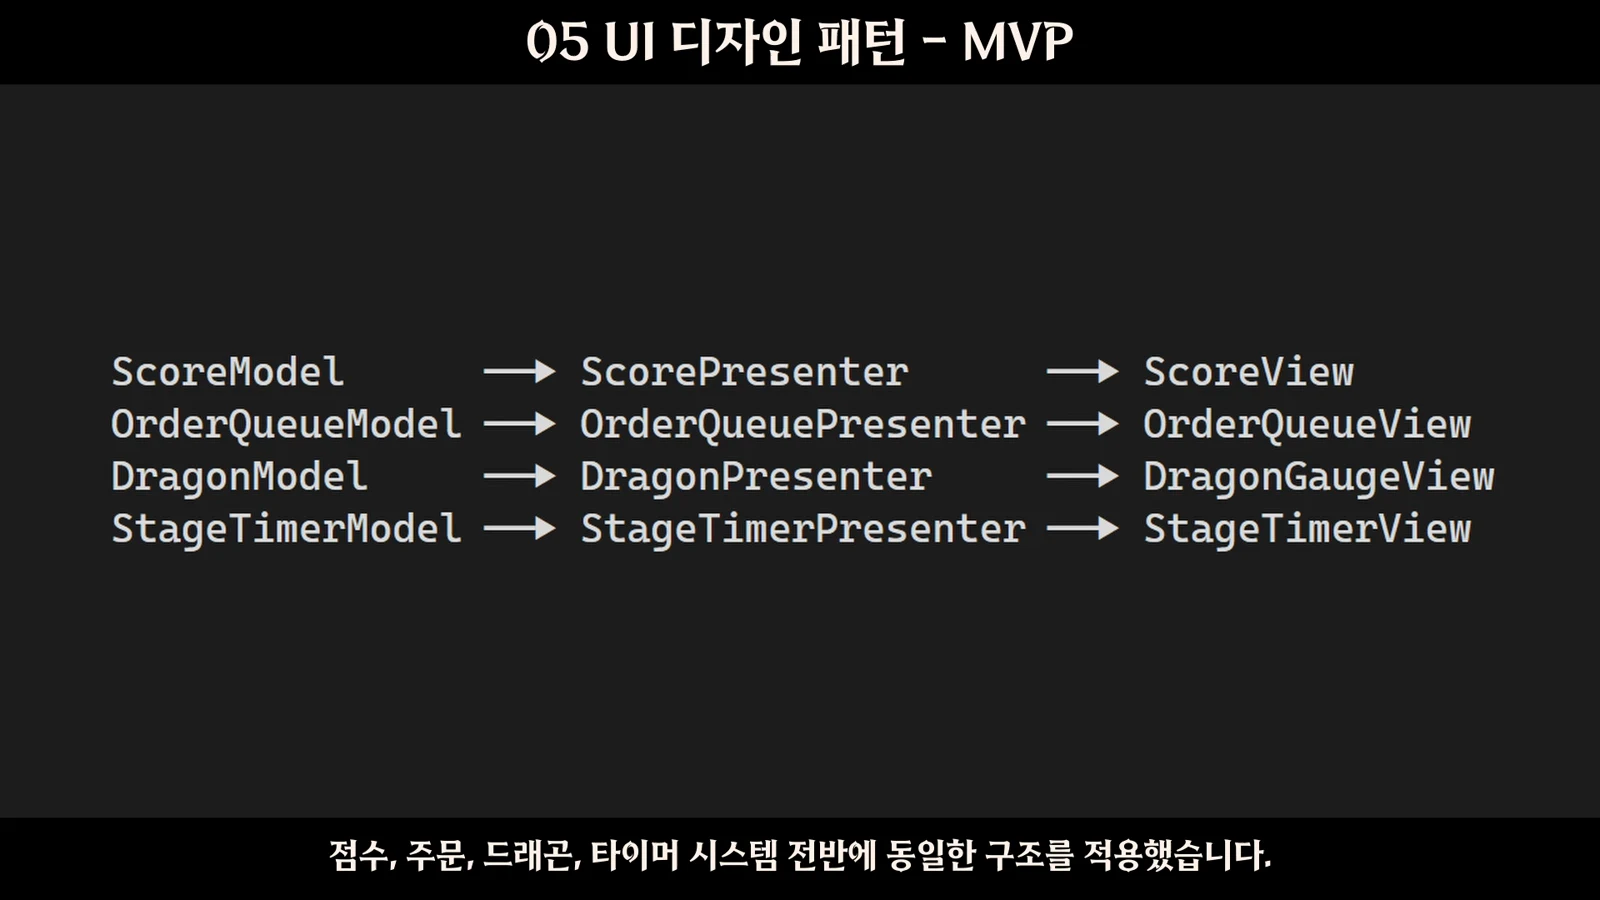 05 UI 디자인 패턴 - MVP
ScoreModel ⟶ ScorePresenter ⟶ ScoreView
OrderQueueModel ⟶ OrderQueuePresenter ⟶ OrderQueueView
DragonModel ⟶ DragonPresenter ⟶ DragonGaugeView
StageTimerModel ⟶ StageTimerPresenter ⟶ StageTimerView
점수, 주문, 드래곤, 타이머 시스템 전반에 동일한 구조를 적용했습니다.